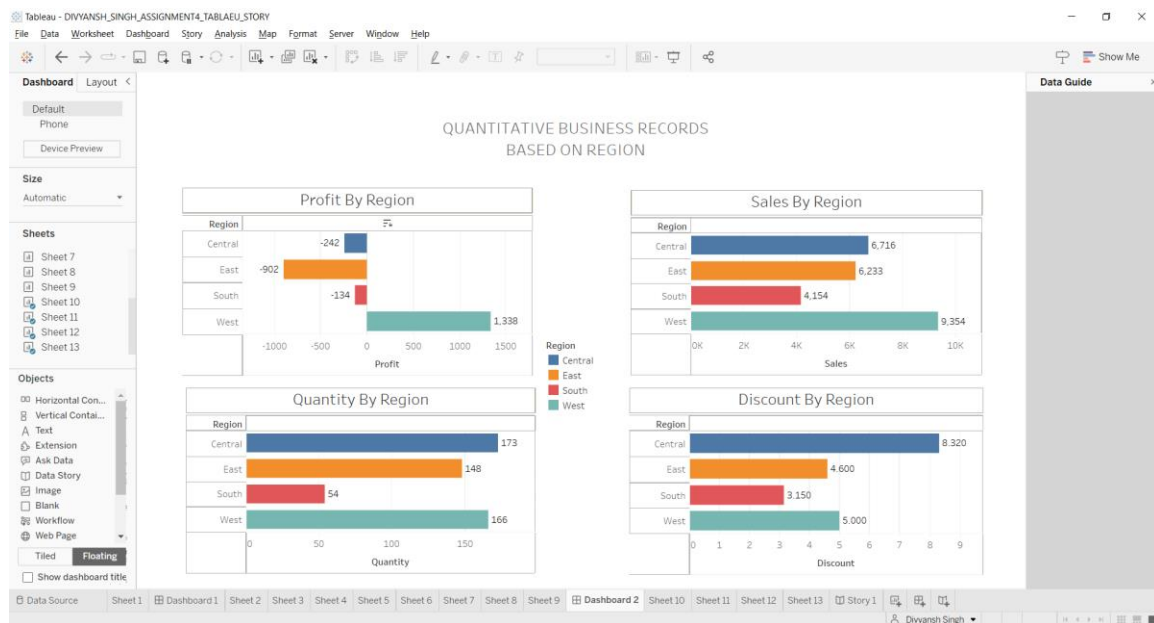 Tableau - DIVYANSH_SINGH_ASSIGNMENT4_TABLAEU_STORY
File Data Worksheet Dashboard Story Analysis Map Format Server Window Help
Show Me
Dashboard Layout
Data Guide
Default
Phone
Device Preview
Size
Automatic
Sheets
Sheet 7
Sheet 8
Sheet 9
Sheet 10
Sheet 11
Sheet 12
Sheet 13
Objects
Horizontal Con...
Vertical Contai...
Text
Extension
Ask Data
Data Story
Image
Blank
Workflow
Web Page
Tiled Floating
Show dashboard title
QUANTITATIVE BUSINESS RECORDS
BASED ON REGION
Profit By Region
Region
Central -242
East -902
South -134
West 1,338
-1000 -500 0 500 1000 1500
Profit
Sales By Region
Region
Central 6,716
East 6,233
South 4,154
West 9,354
0K 2K 4K 6K 8K 10K
Sales
Region
Central
East
South
West
Quantity By Region
Region
Central 173
East 148
South 54
West 166
0 50 100 150
Quantity
Discount By Region
Region
Central 8.320
East 4.600
South 3.150
West 5.000
0 1 2 3 4 5 6 7 8 9
Discount
Data Source Sheet 1 Dashboard 1 Sheet 2 Sheet 3 Sheet 4 Sheet 5 Sheet 6 Sheet 7 Sheet 8 Sheet 9 Dashboard 2 Sheet 10 Sheet 11 Sheet 12 Sheet 13 Story 1
Divyansh Singh